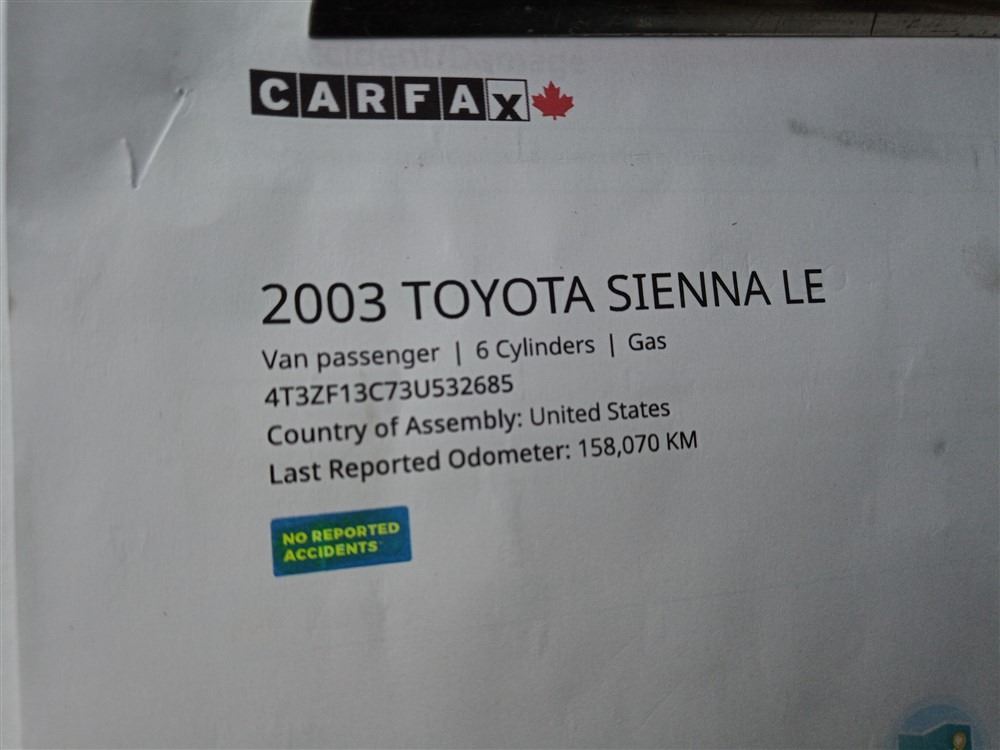 CARFAX
2003 TOYOTA SIENNA LE
Van passenger | 6 Cylinders | Gas
4T3ZF13C73U532685
Country of Assembly: United States
Last Reported Odometer: 158,070 KM
NO REPORTED
ACCIDENTS